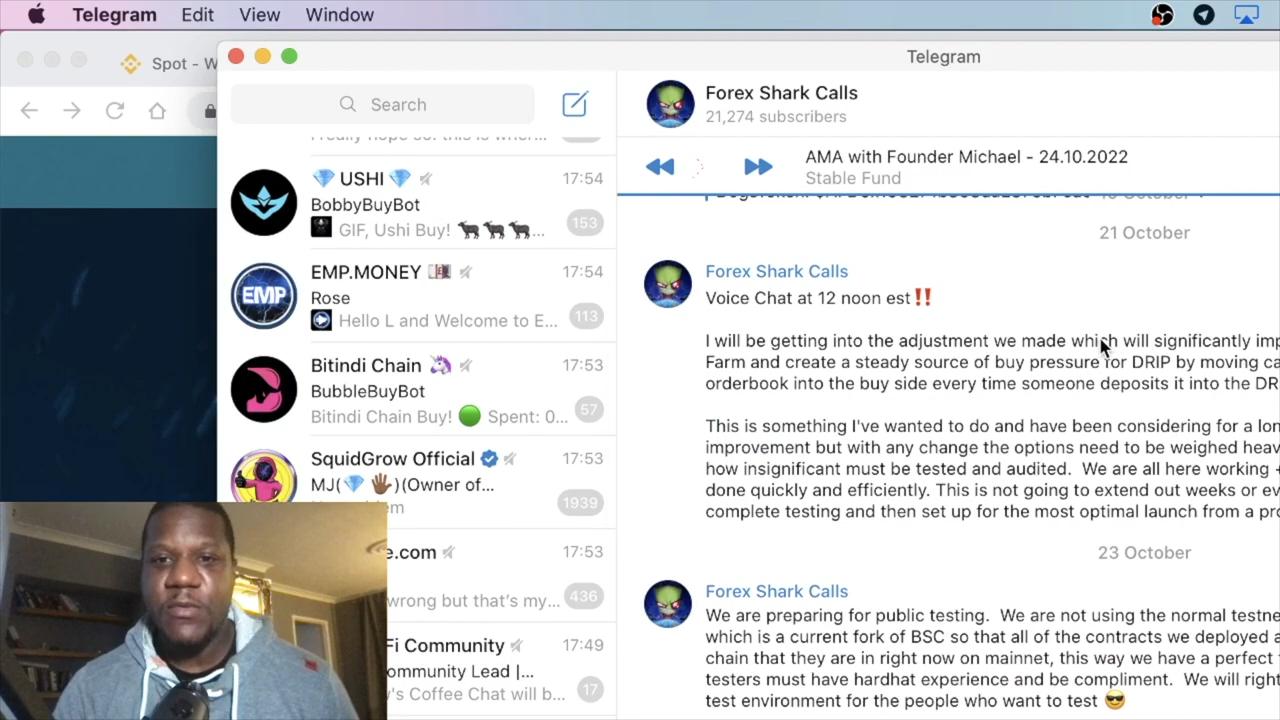 Telegram Edit View Window
Spot - W
Telegram
Search
Forex Shark Calls
21,274 subscribers
AMA with Founder Michael - 24.10.2022
Stable Fund
USHI 17:54
BobbyBuyBot
GIF, Ushi Buy! ... 153
EMP.MONEY 17:54
Rose
EMP
Hello L and Welcome to E... 113
Bitindi Chain 17:53
BubbleBuyBot
Bitindi Chain Buy! Spent: 0... 57
SquidGrow Official 17:53
MJ( )(Owner of...
em 1939
e.com 17:53
wrong but that's my... 436
Fi Community 17:49
ommunity Lead |...
's Coffee Chat will b... 17
21 October
Forex Shark Calls
Voice Chat at 12 noon est‼️
I will be getting into the adjustment we made which will significantly imp
Farm and create a steady source of buy pressure for DRIP by moving ca
orderbook into the buy side every time someone deposits it into the DR
This is something I've wanted to do and have been considering for a lon
improvement but with any change the options need to be weighed heav
how insignificant must be tested and audited. We are all here working
done quickly and efficiently. This is not going to extend out weeks or ev
complete testing and then set up for the most optimal launch from a pro
23 October
Forex Shark Calls
We are preparing for public testing. We are not using the normal testne
which is a current fork of BSC so that all of the contracts we deployed a
chain that they are in right now on mainnet, this way we have a perfect
testers must have hardhat experience and be compliment. We will right
test environment for the people who want to test 😎